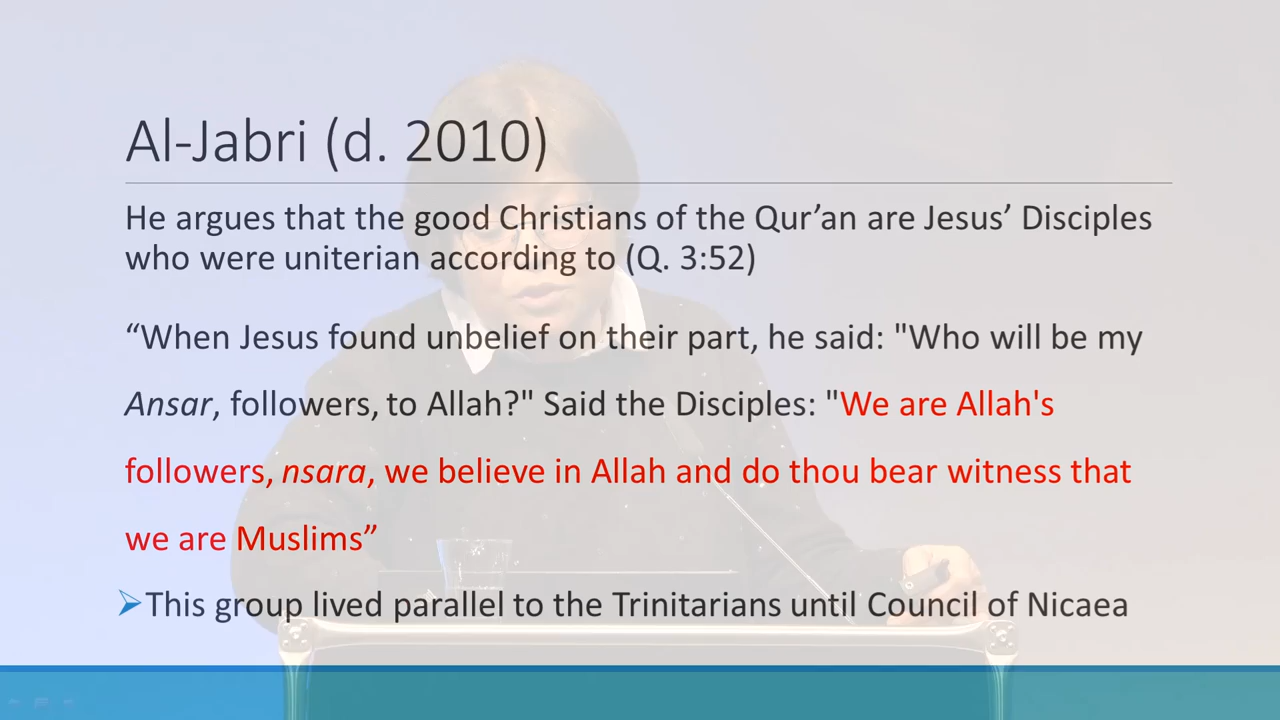 Al-Jabri (d. 2010)
He argues that the good Christians of the Qur’an are Jesus’ Disciples
who were uniterian according to (Q. 3:52)
“When Jesus found unbelief on their part, he said: "Who will be my
Ansar, followers, to Allah?" Said the Disciples: "We are Allah's
followers, nsara, we believe in Allah and do thou bear witness that
we are Muslims”
This group lived parallel to the Trinitarians until Council of Nicaea